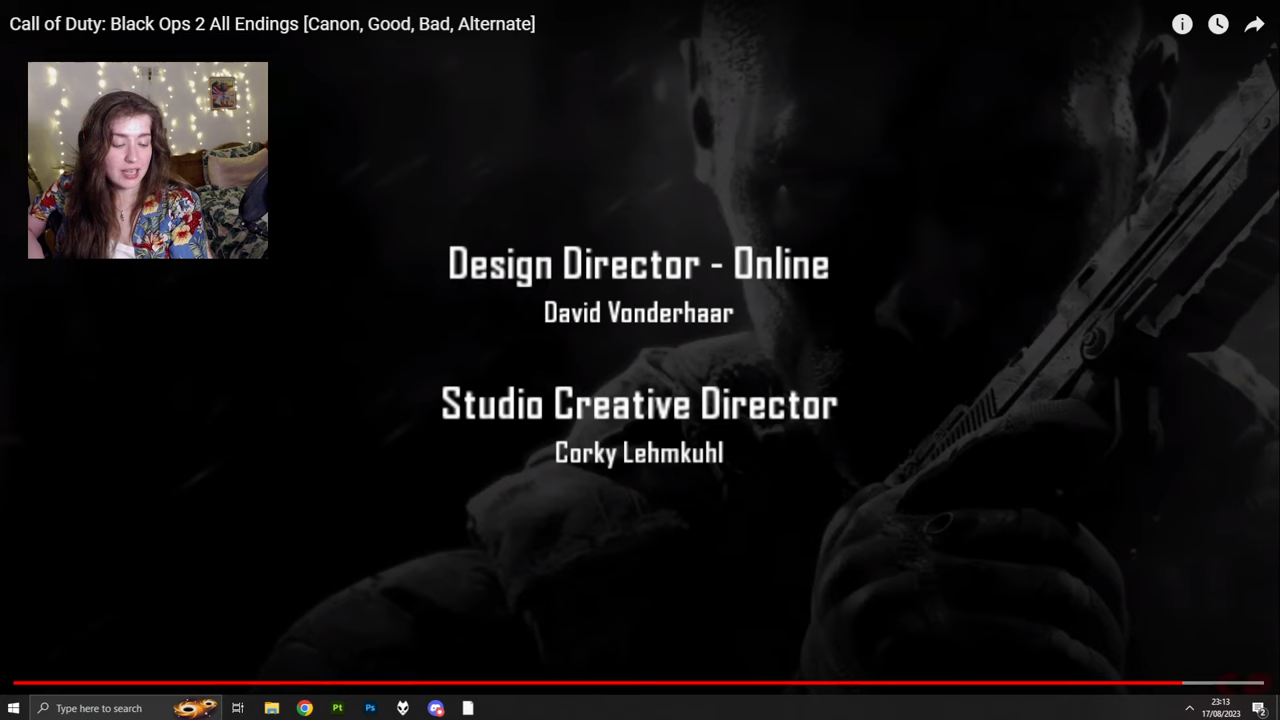 Call of Duty: Black Ops 2 All Endings [Canon, Good, Bad, Alternate]
Design Director - Online
David Vonderhaar
Studio Creative Director
Corky Lehmkuhl
Type here to search
Pt
Ps
23:13
17/08/2023
2